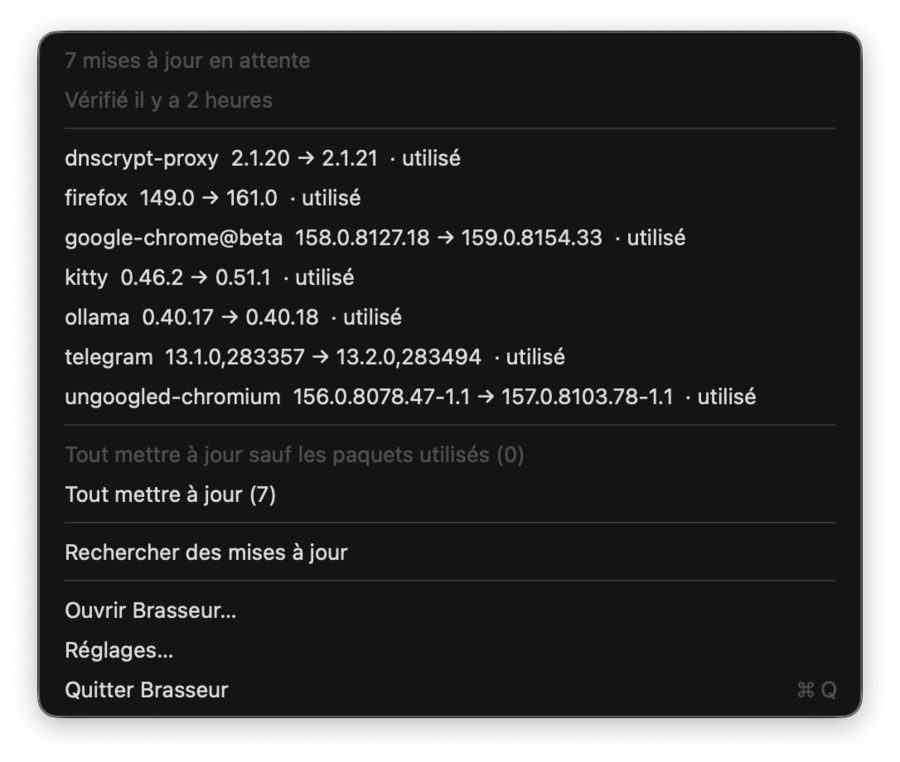 7 mises à jour en attente
Vérifié il y a 2 heures
dnscrypt-proxy 2.1.20 → 2.1.21 · utilisé
firefox 149.0 → 161.0 · utilisé
google-chrome@beta 158.0.8127.18 → 159.0.8154.33 · utilisé
kitty 0.46.2 → 0.51.1 · utilisé
ollama 0.40.17 → 0.40.18 · utilisé
telegram 13.1.0,283357 → 13.2.0,283494 · utilisé
ungoogled-chromium 156.0.8078.47-1.1 → 157.0.8103.78-1.1 · utilisé
Tout mettre à jour sauf les paquets utilisés (0)
Tout mettre à jour (7)
Rechercher des mises à jour
Ouvrir Brasseur...
Réglages...
Quitter Brasseur ⌘ Q